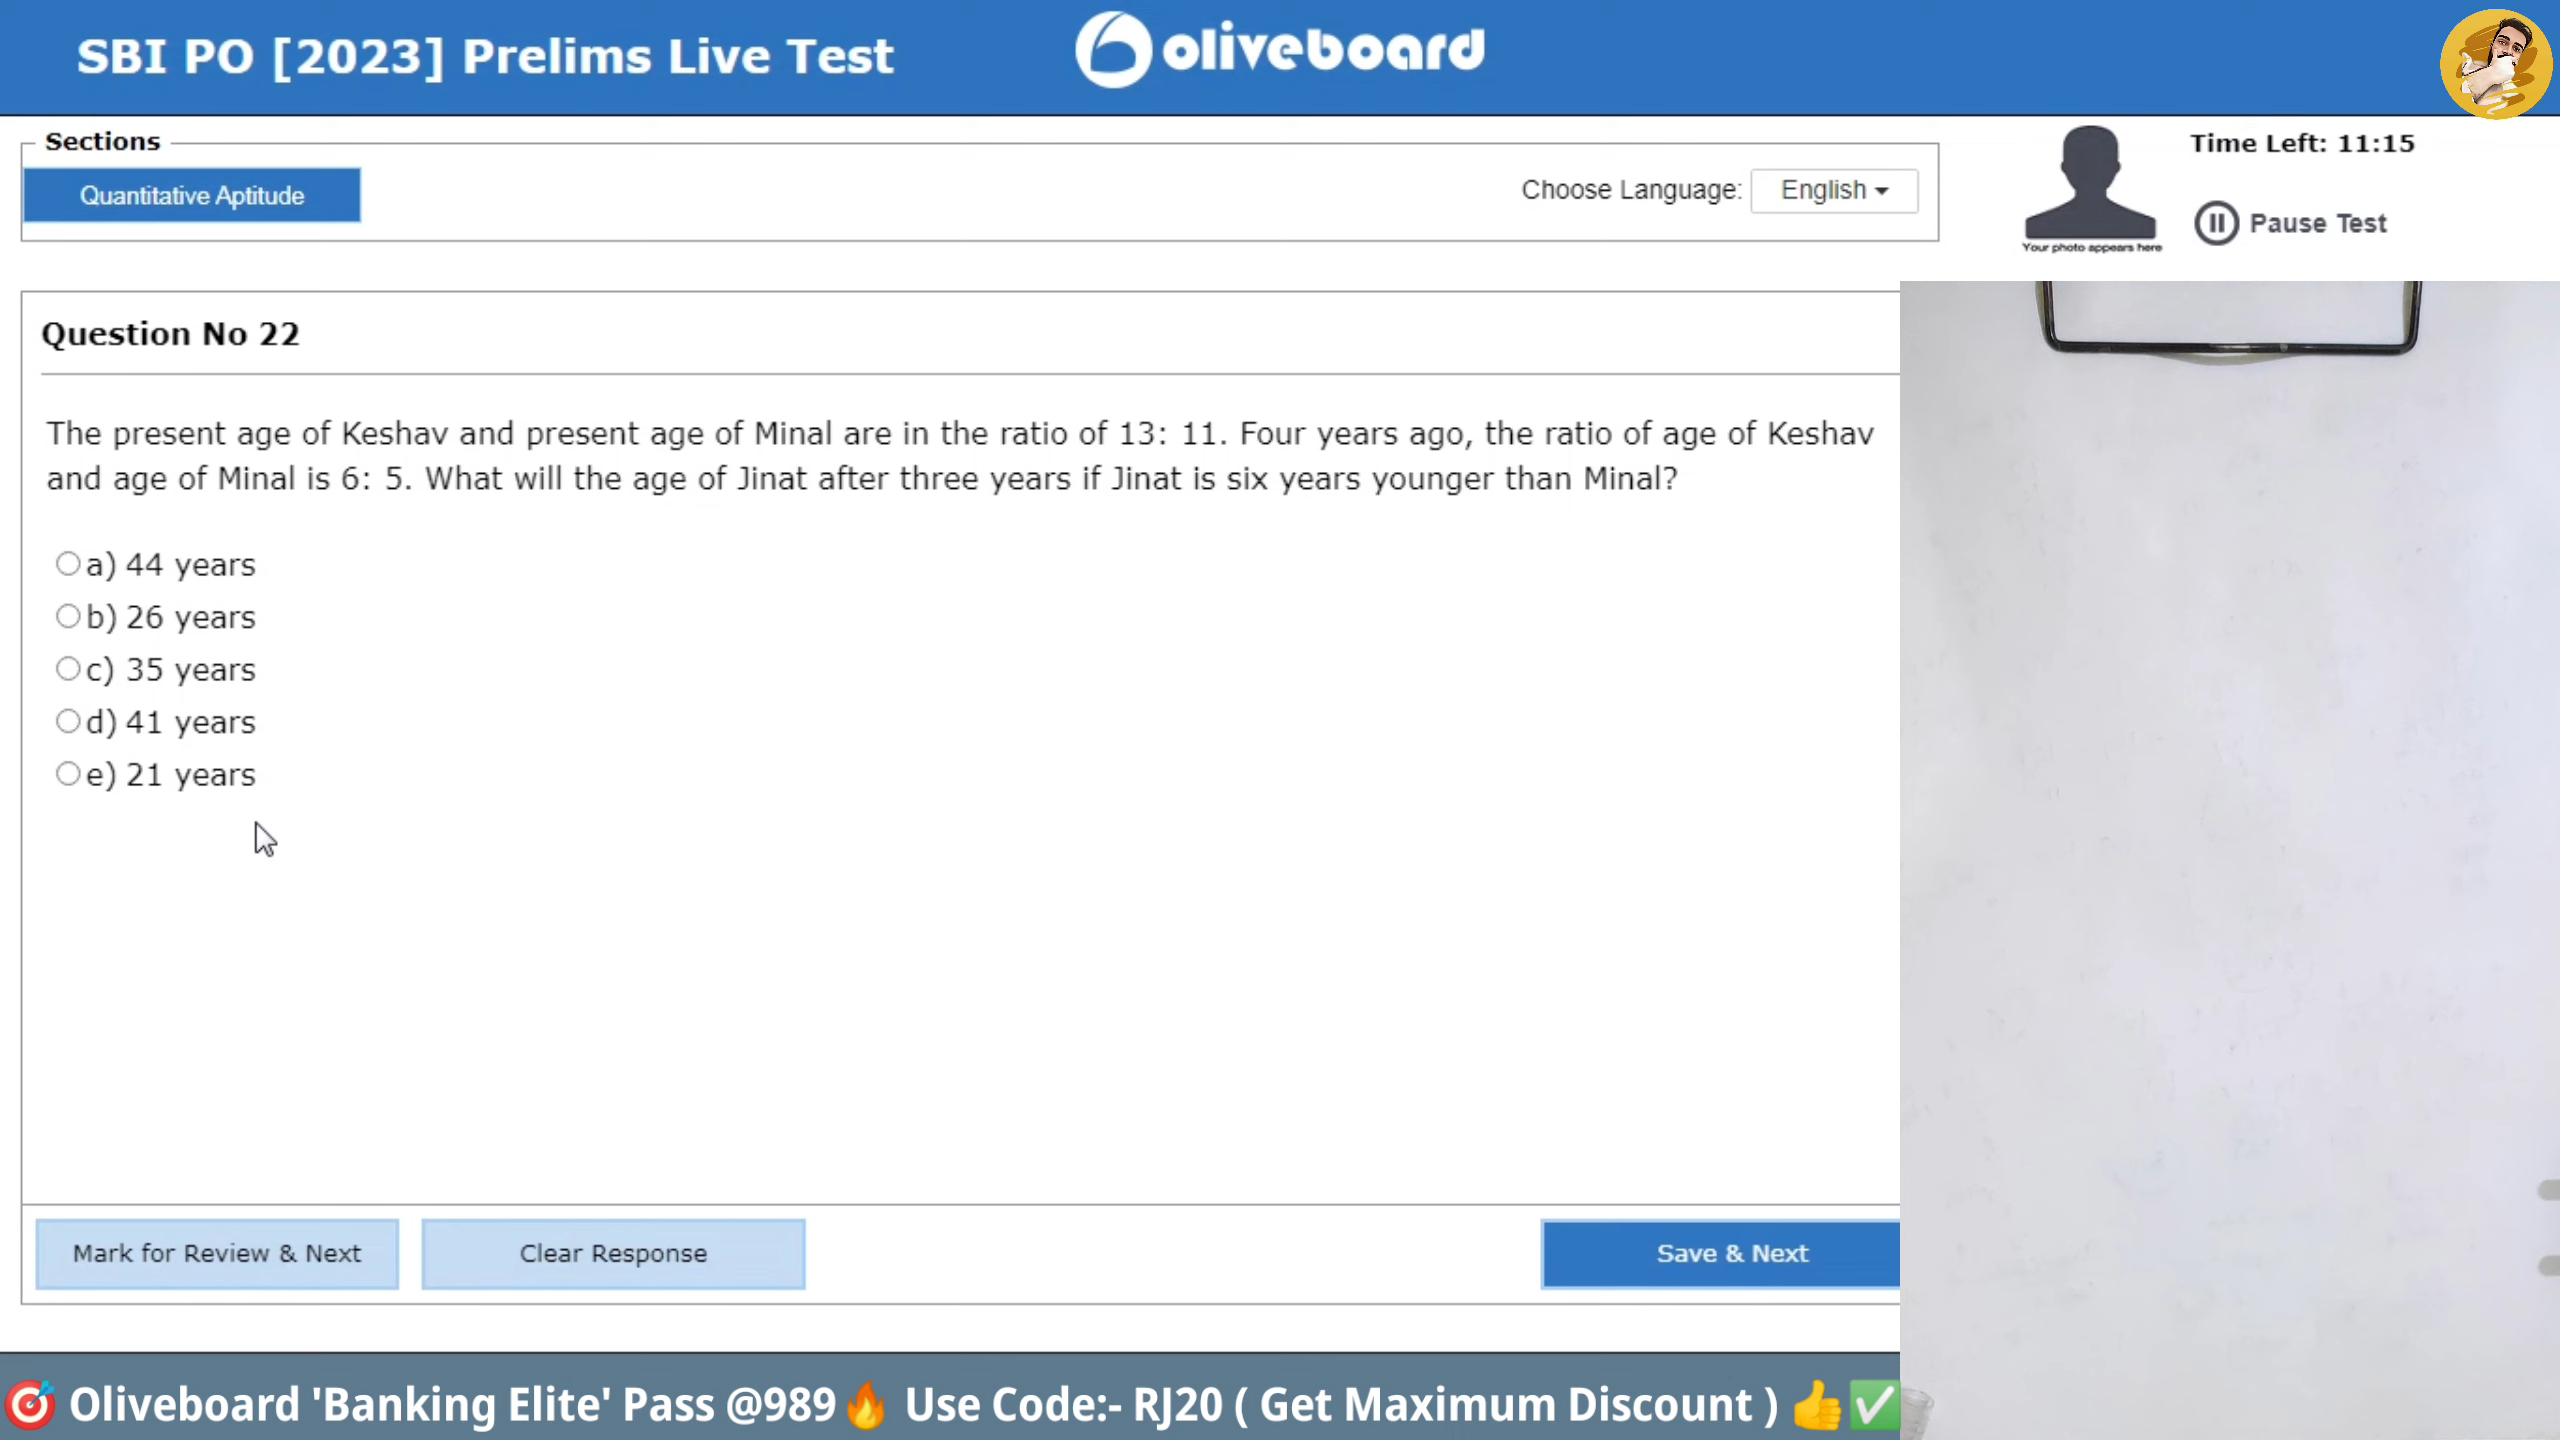 SBI PO [2023] Prelims Live Test
oliveboard
Sections
Quantitative Aptitude
Choose Language: English
Time Left: 11:15
Pause Test
Your photo appears here
Question No 22
The present age of Keshav and present age of Minal are in the ratio of 13: 11. Four years ago, the ratio of age of Keshav
and age of Minal is 6: 5. What will the age of Jinat after three years if Jinat is six years younger than Minal?
a) 44 years
b) 26 years
c) 35 years
d) 41 years
e) 21 years
Mark for Review & Next
Clear Response
Save & Next
🎯 Oliveboard 'Banking Elite' Pass @989🔥 Use Code:- RJ20 ( Get Maximum Discount ) 👍✅